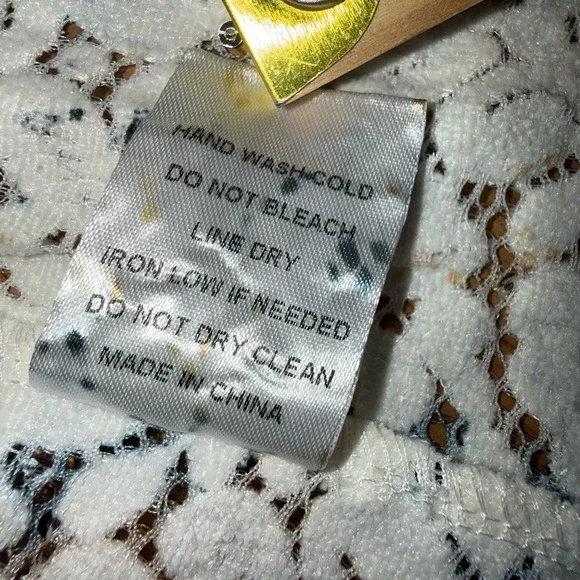 HAND WASH COLD
DO NOT BLEACH
LINE DRY
IRON LOW IF NEEDED
DO NOT DRY CLEAN
MADE IN CHINA